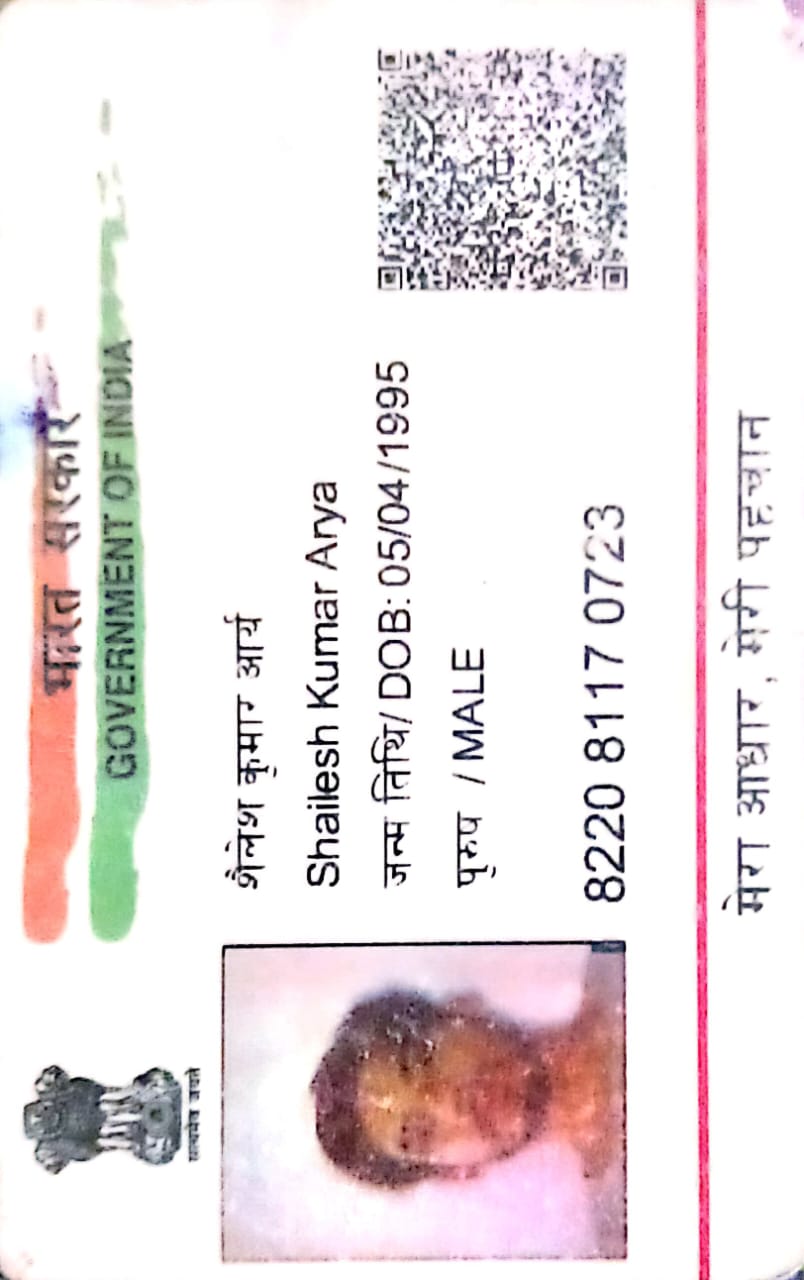 भारत सरकार
GOVERNMENT OF INDIA
सत्यमेव जयते
शैलेश कुमार आर्य
Shailesh Kumar Arya
जन्म तिथि/ DOB: 05/04/1995
पुरुष / MALE
8220 8117 0723
मेरा आधार, मेरी पहचान